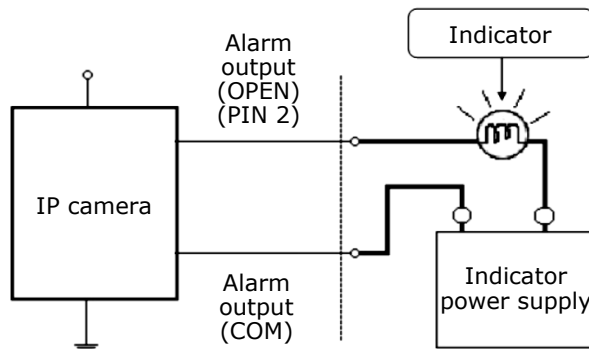 Indicator
Alarm
output
(OPEN)
(PIN 2)
IP camera
Alarm
output
(COM)
Indicator
power supply